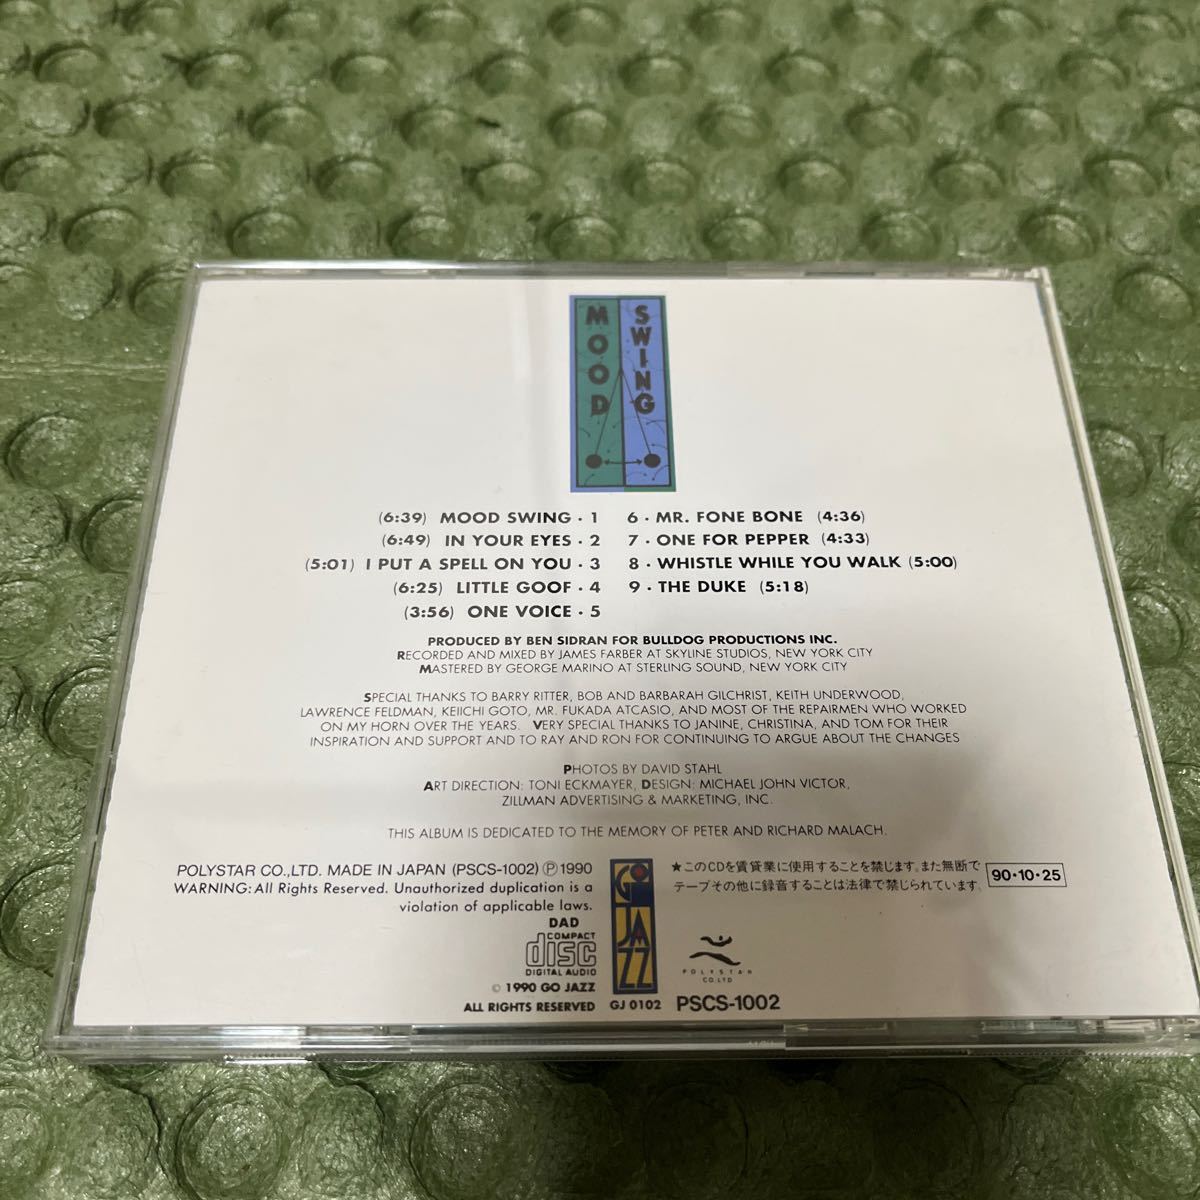 MOOD
SWING
(6:39) MOOD SWING · 1
(6:49) IN YOUR EYES · 2
(5:01) I PUT A SPELL ON YOU · 3
(6:25) LITTLE GOOF · 4
(3:56) ONE VOICE · 5
6 · MR. FONE BONE (4:36)
7 · ONE FOR PEPPER (4:33)
8 · WHISTLE WHILE YOU WALK (5:00)
9 · THE DUKE (5:18)
PRODUCED BY BEN SIDRAN FOR BULLDOG PRODUCTIONS INC.
RECORDED AND MIXED BY JAMES FARBER AT SKYLINE STUDIOS, NEW YORK CITY
MASTERED BY GEORGE MARINO AT STERLING SOUND, NEW YORK CITY
SPECIAL THANKS TO BARRY RITTER, BOB AND BARBARAH GILCHRIST, KEITH UNDERWOOD,
LAWRENCE FELDMAN, KEIICHI GOTO, MR. FUKADA ATCASIO, AND MOST OF THE REPAIRMEN WHO WORKED
ON MY HORN OVER THE YEARS. VERY SPECIAL THANKS TO JANINE, CHRISTINA, AND TOM FOR THEIR
INSPIRATION AND SUPPORT AND TO RAY AND RON FOR CONTINUING TO ARGUE ABOUT THE CHANGES
PHOTOS BY DAVID STAHL
ART DIRECTION: TONI ECKMAYER, DESIGN: MICHAEL JOHN VICTOR,
ZILLMAN ADVERTISING & MARKETING, INC.
THIS ALBUM IS DEDICATED TO THE MEMORY OF PETER AND RICHARD MALACH.
POLYSTAR CO.,LTD. MADE IN JAPAN (PSCS-1002) Ⓟ 1990
WARNING: All Rights Reserved. Unauthorized duplication is a
violation of applicable laws.
DAD
COMPACT
disc
DIGITAL AUDIO
© 1990 GO JAZZ
ALL RIGHTS RESERVED
GO
JAZZ
GJ 0102
★このCDを賃貸業に使用することを禁じます。また無断で
テープその他に録音することは法律で禁じられています。
90·10·25
POLYSTAR
CO.LTD
PSCS-1002